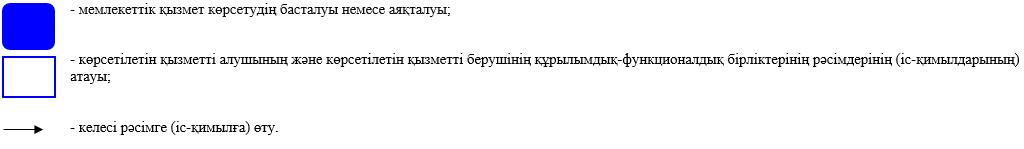 - мемлекеттік қызмет көрсетудің басталуы немесе аяқталуы;
- көрсетілетін қызметті алушының және көрсетілетін қызметті берушінің құрылымдық-функционалдық бірліктерінің рәсімдерінің (іс-қимылдарының)
атауы;
- келесі рәсімге (іс-қимылға) өту.